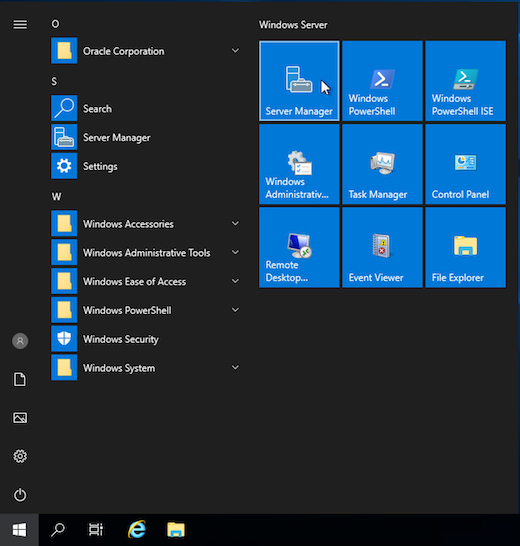 O
Oracle Corporation
S
Search
Server Manager
Settings
W
Windows Accessories
Windows Administrative Tools
Windows Ease of Access
Windows PowerShell
Windows Security
Windows System
Windows Server
Server Manager
Windows
PowerShell
Windows
PowerShell ISE
Windows
Administrativ...
Task Manager
Control Panel
Remote
Desktop...
Event Viewer
File Explorer